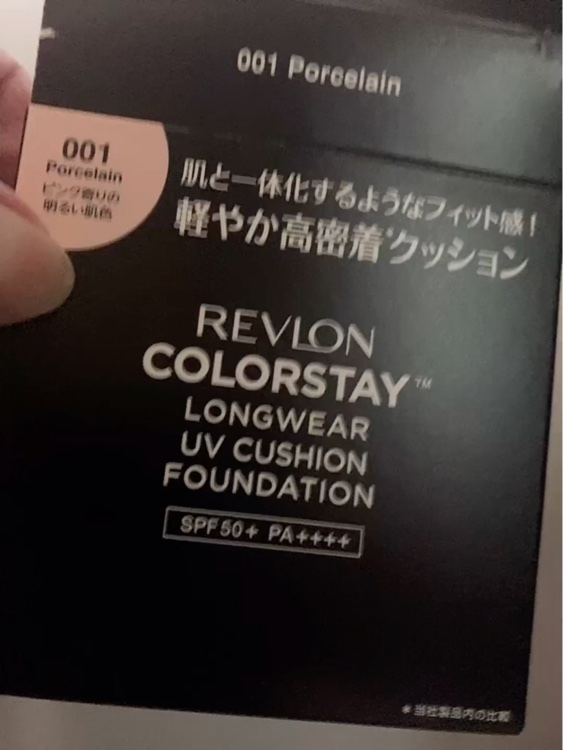 001 Porcelain
001
Porcelain
ピンク寄りの
明るい肌色
肌と一体化するようなフィット感！
軽やか高密着*クッション
REVLON
COLORSTAY™
LONGWEAR
UV CUSHION
FOUNDATION
SPF50+ PA++++
*当社製品内の比較